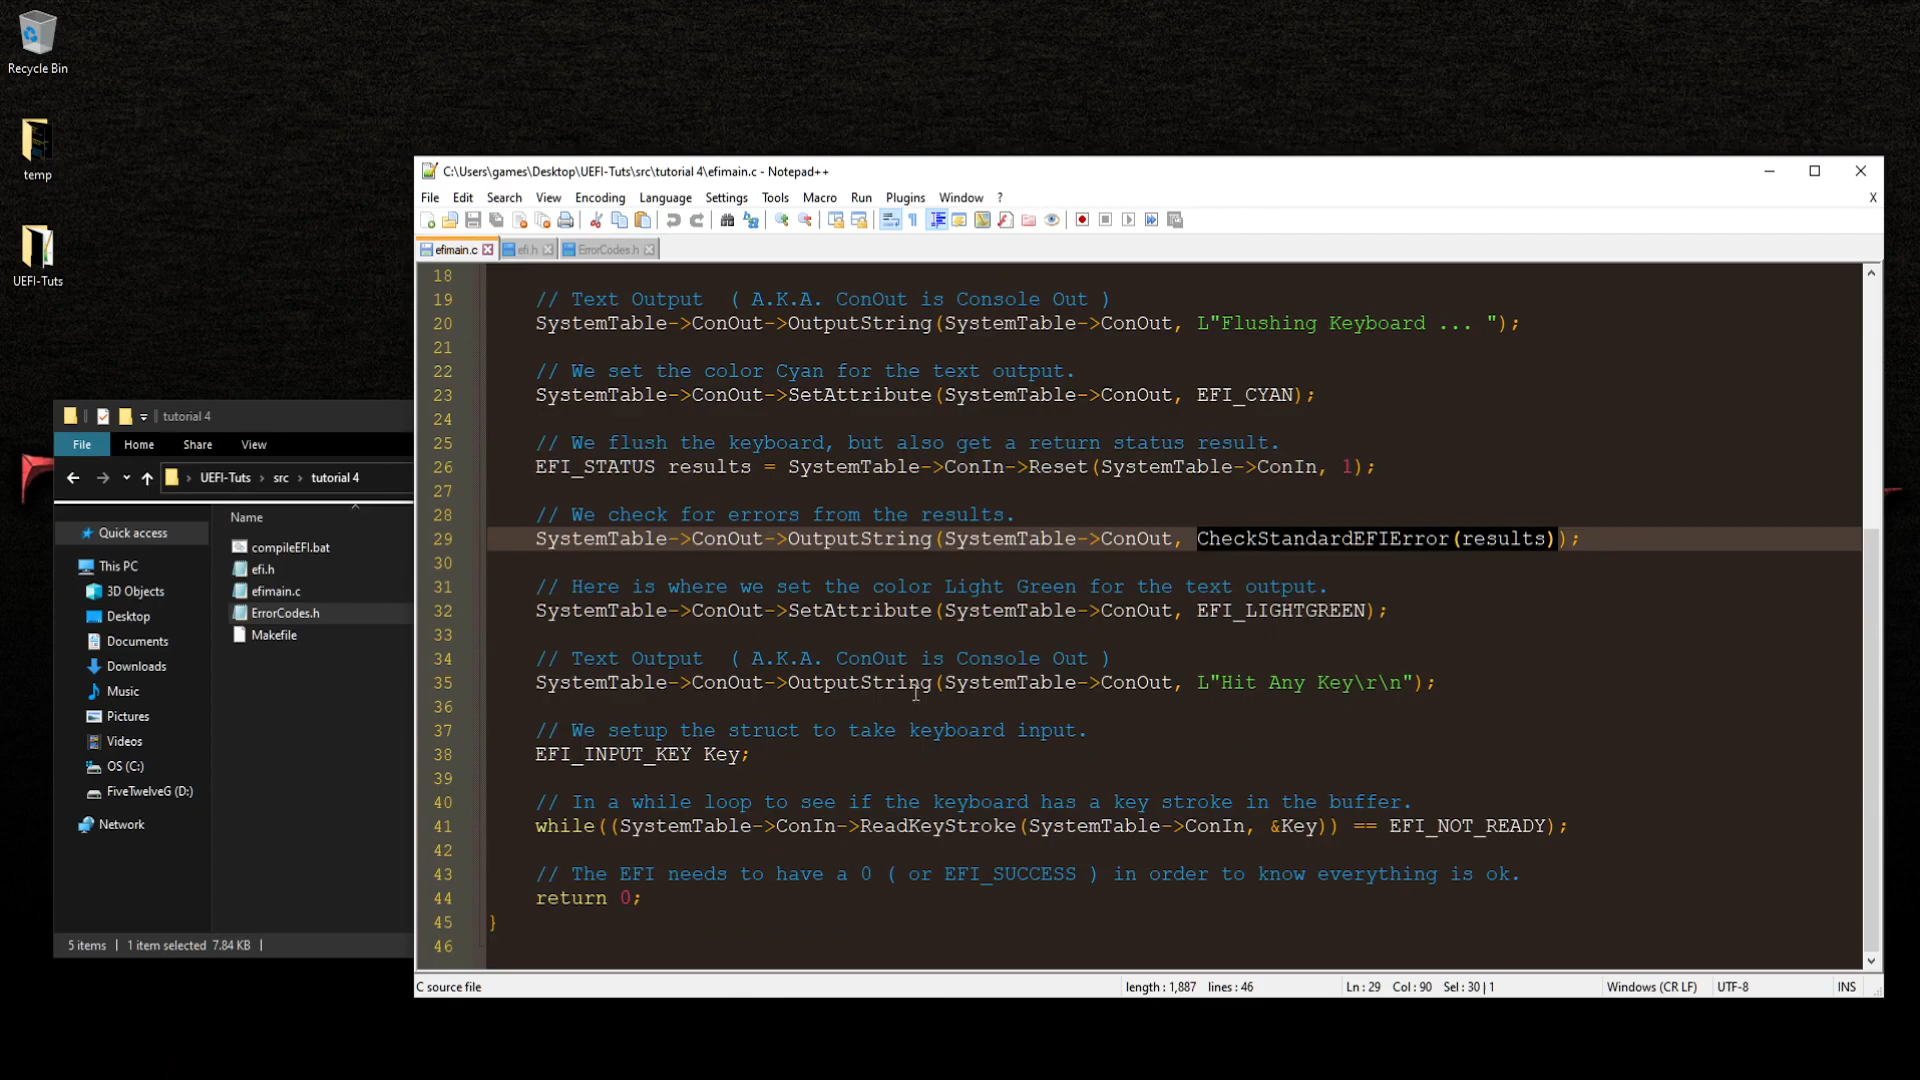 Recycle Bin
temp
UEFI-Tuts
tutorial 4
File Home Share View
UEFI-Tuts src tutorial 4
Name
Quick access
This PC
3D Objects
Desktop
Documents
Downloads
Music
Pictures
Videos
OS (C:)
FiveTwelveG (D:)
Network
compileEFI.bat
efi.h
efimain.c
ErrorCodes.h
Makefile
5 items 1 item selected 7.84 KB
C:\Users\games\Desktop\UEFI-Tuts\src\tutorial 4\efimain.c - Notepad++
File Edit Search View Encoding Language Settings Tools Macro Run Plugins Window ? X
efimain.c efi.h ErrorCodes.h
18
19 // Text Output  ( A.K.A. ConOut is Console Out )
20 SystemTable->ConOut->OutputString(SystemTable->ConOut, L"Flushing Keyboard ... ");
21
22 // We set the color Cyan for the text output.
23 SystemTable->ConOut->SetAttribute(SystemTable->ConOut, EFI_CYAN);
24
25 // We flush the keyboard, but also get a return status result.
26 EFI_STATUS results = SystemTable->ConIn->Reset(SystemTable->ConIn, 1);
27
28 // We check for errors from the results.
29 SystemTable->ConOut->OutputString(SystemTable->ConOut, CheckStandardEFIError(results));
30
31 // Here is where we set the color Light Green for the text output.
32 SystemTable->ConOut->SetAttribute(SystemTable->ConOut, EFI_LIGHTGREEN);
33
34 // Text Output  ( A.K.A. ConOut is Console Out )
35 SystemTable->ConOut->OutputString(SystemTable->ConOut, L"Hit Any Key\r\n");
36
37 // We setup the struct to take keyboard input.
38 EFI_INPUT_KEY Key;
39
40 // In a while loop to see if the keyboard has a key stroke in the buffer.
41 while((SystemTable->ConIn->ReadKeyStroke(SystemTable->ConIn, &Key)) == EFI_NOT_READY);
42
43 // The EFI needs to have a 0 ( or EFI_SUCCESS ) in order to know everything is ok.
44 return 0;
45 }
46
C source file length : 1,887 lines : 46 Ln : 29 Col : 90 Sel : 30 | 1 Windows (CR LF) UTF-8 INS